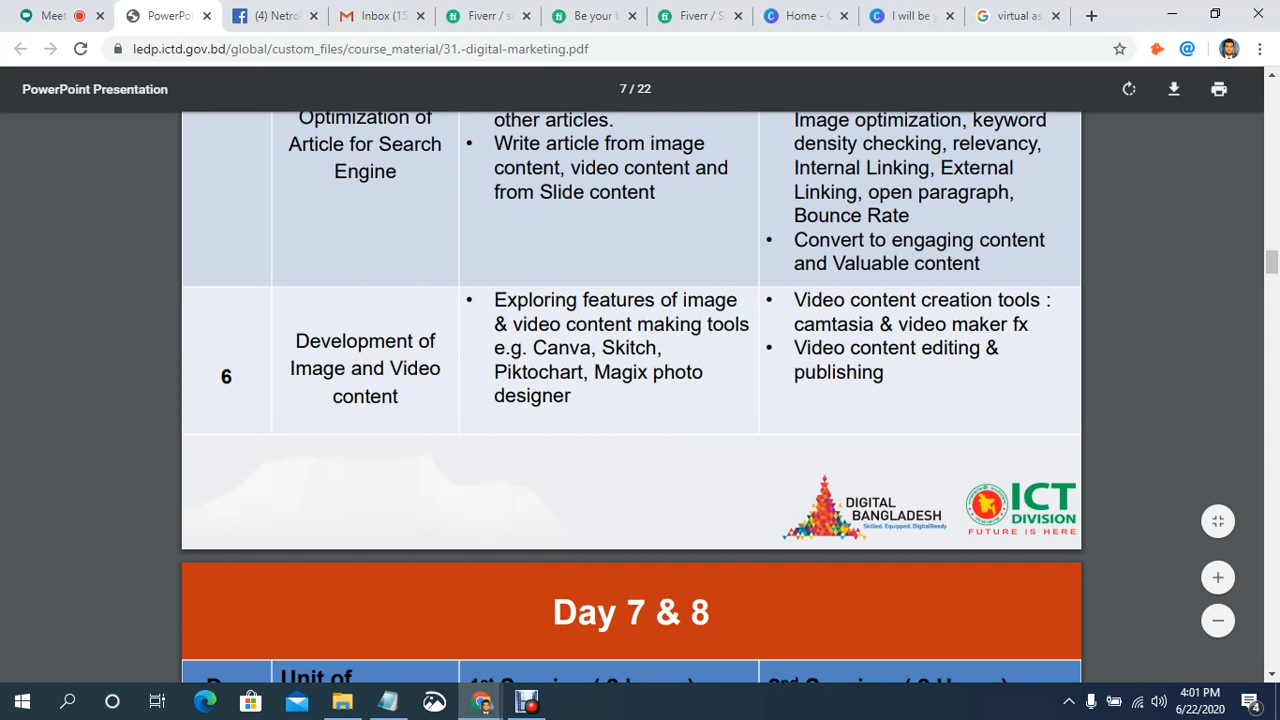 Meet
PowerPoi
(4) Netro
Inbox (15
Fiverr / s
Be your b
Fiverr / S
Home - C
I will be y
virtual as
ledp.ictd.gov.bd/global/custom_files/course_material/31.-digital-marketing.pdf
PowerPoint Presentation
7 / 22
Optimization of
Article for Search
Engine
other articles.
• Write article from image
content, video content and
from Slide content
Image optimization, keyword
density checking, relevancy,
Internal Linking, External
Linking, open paragraph,
Bounce Rate
• Convert to engaging content
and Valuable content
6
Development of
Image and Video
content
• Exploring features of image
& video content making tools
e.g. Canva, Skitch,
Piktochart, Magix photo
designer
• Video content creation tools :
camtasia & video maker fx
• Video content editing &
publishing
DIGITAL
BANGLADESH
Skilled. Equipped. DigitalReady
ICT
DIVISION
FUTURE IS HERE
Day 7 & 8
Unit of
4:01 PM
6/22/2020
4